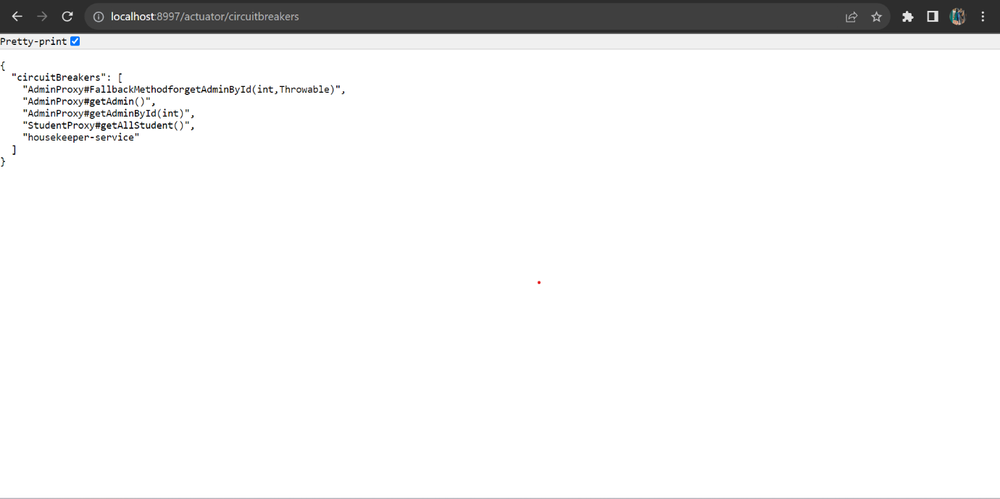 localhost:8997/actuator/circuitbreakers
Pretty-print
{
  "circuitBreakers": [
    "AdminProxy#FallbackMethodforgetAdminById(int,Throwable)",
    "AdminProxy#getAdmin()",
    "AdminProxy#getAdminById(int)",
    "StudentProxy#getAllStudent()",
    "housekeeper-service"
  ]
}